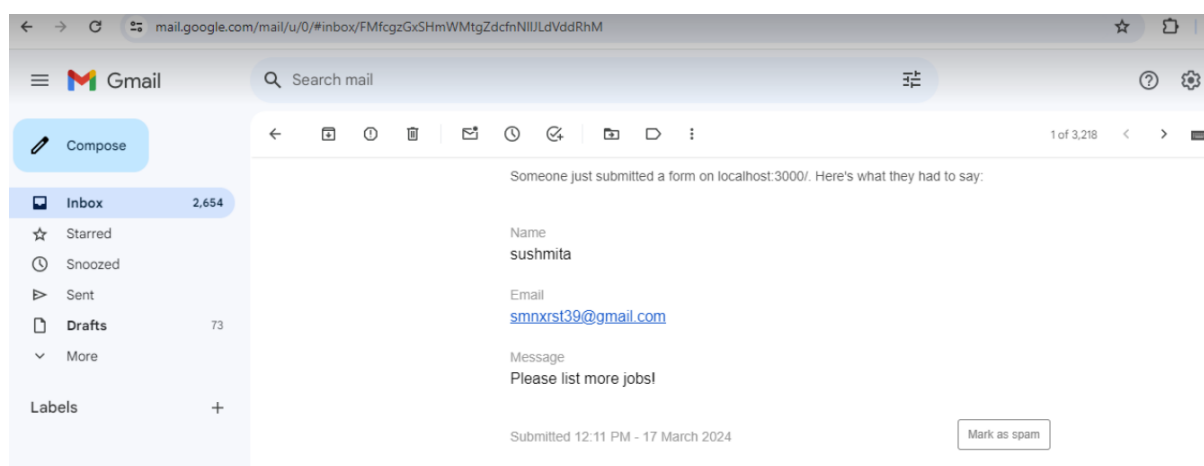 mail.google.com/mail/u/0/#inbox/FMfcgzGxSHmWMtgZdcfnNllJLdVddRhM
Gmail
Search mail
Compose
1 of 3,218
Inbox 2,654
Starred
Snoozed
Sent
Drafts 73
More
Labels
Someone just submitted a form on localhost:3000/. Here's what they had to say:
Name
sushmita
Email
smnxrst39@gmail.com
Message
Please list more jobs!
Submitted 12:11 PM - 17 March 2024
Mark as spam